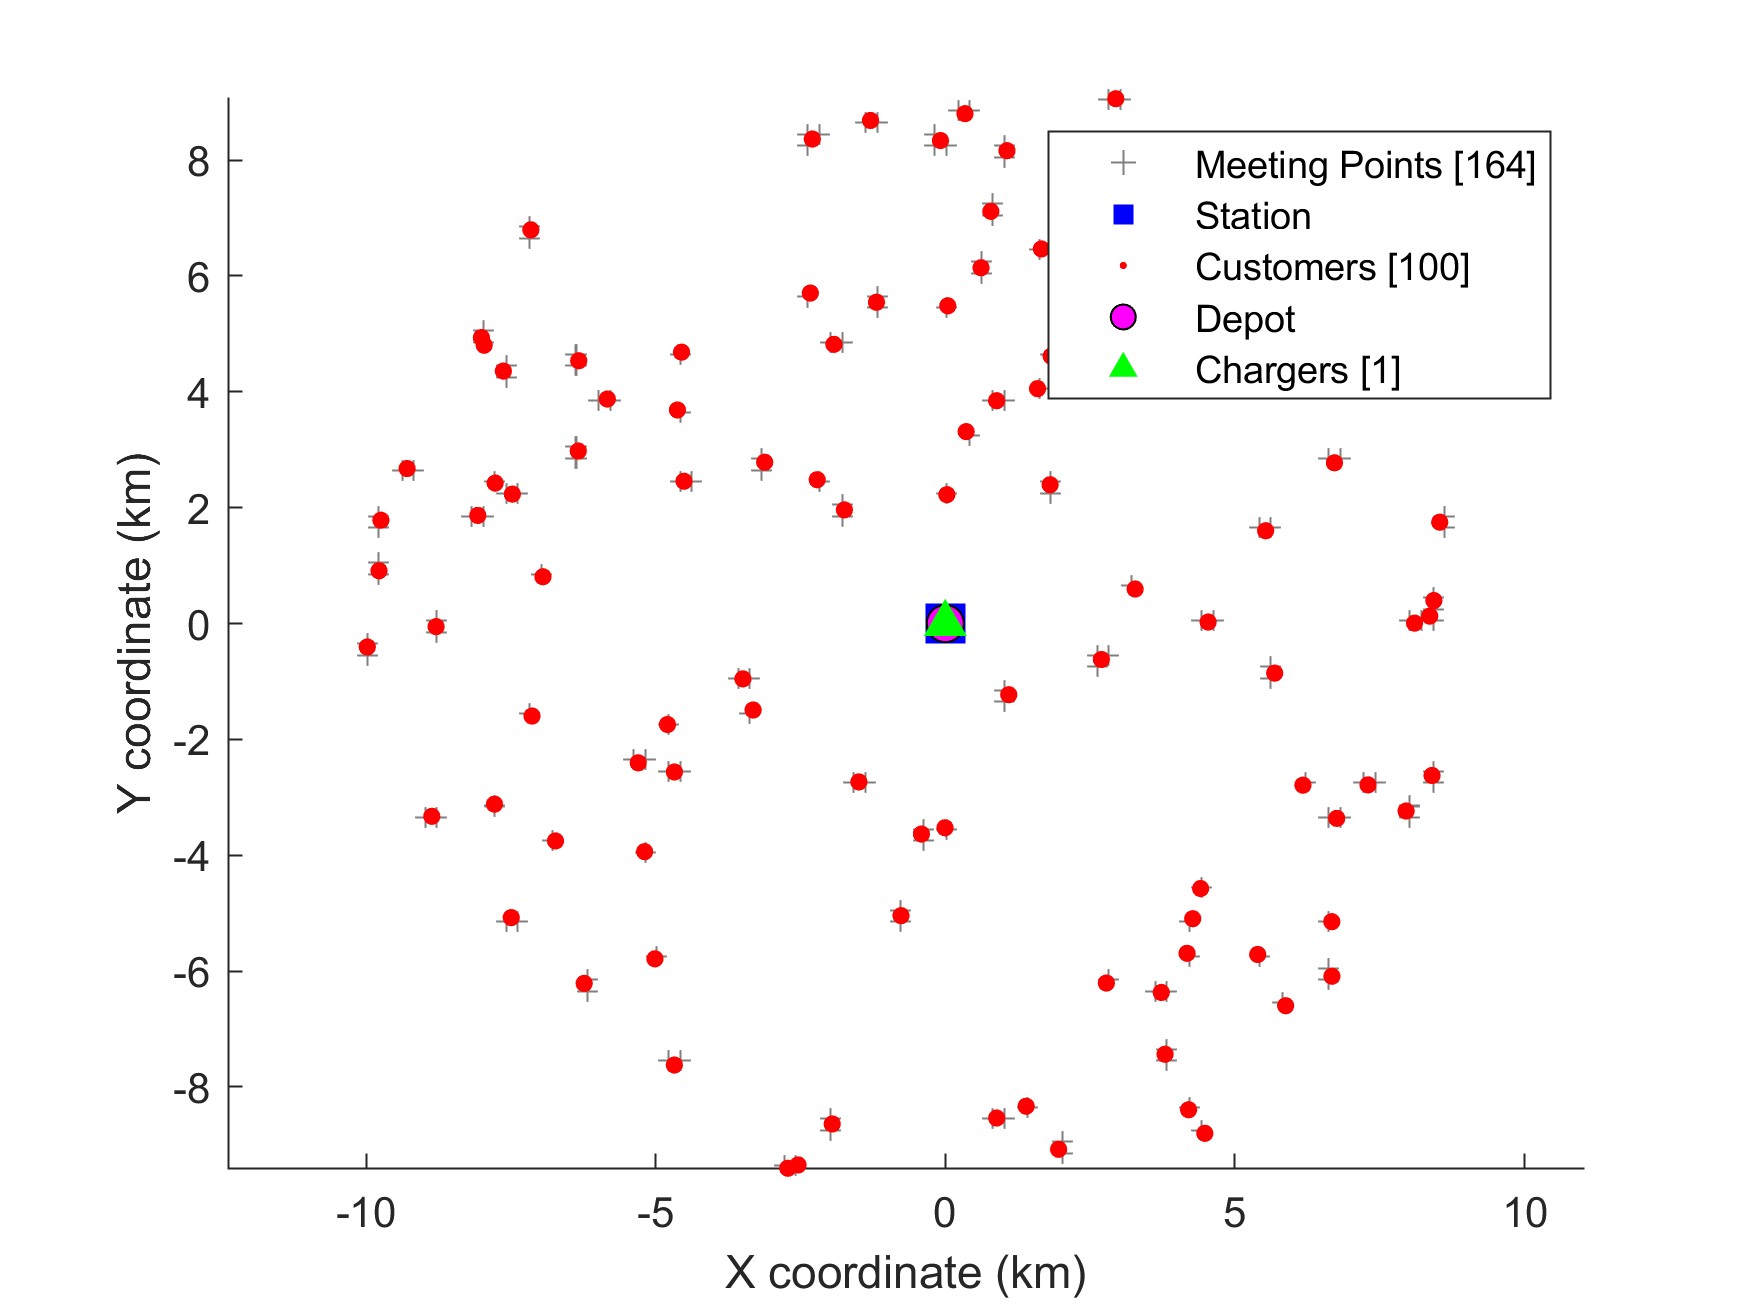 Meeting Points [164]
Station
Customers [100]
Depot
Chargers [1]
8
6
4
2
0
-2
-4
-6
-8
Y coordinate (km)
-10 -5 0 5 10
X coordinate (km)